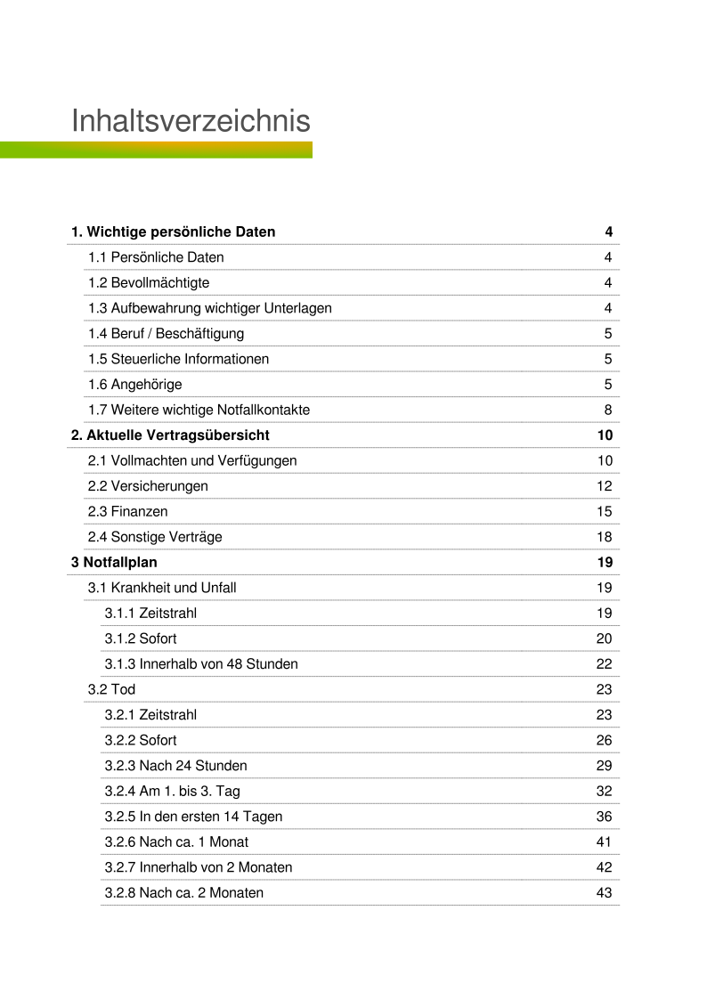 Inhaltsverzeichnis
1. Wichtige persönliche Daten 4
1.1 Persönliche Daten 4
1.2 Bevollmächtigte 4
1.3 Aufbewahrung wichtiger Unterlagen 4
1.4 Beruf / Beschäftigung 5
1.5 Steuerliche Informationen 5
1.6 Angehörige 5
1.7 Weitere wichtige Notfallkontakte 8
2. Aktuelle Vertragsübersicht 10
2.1 Vollmachten und Verfügungen 10
2.2 Versicherungen 12
2.3 Finanzen 15
2.4 Sonstige Verträge 18
3 Notfallplan 19
3.1 Krankheit und Unfall 19
3.1.1 Zeitstrahl 19
3.1.2 Sofort 20
3.1.3 Innerhalb von 48 Stunden 22
3.2 Tod 23
3.2.1 Zeitstrahl 23
3.2.2 Sofort 26
3.2.3 Nach 24 Stunden 29
3.2.4 Am 1. bis 3. Tag 32
3.2.5 In den ersten 14 Tagen 36
3.2.6 Nach ca. 1 Monat 41
3.2.7 Innerhalb von 2 Monaten 42
3.2.8 Nach ca. 2 Monaten 43